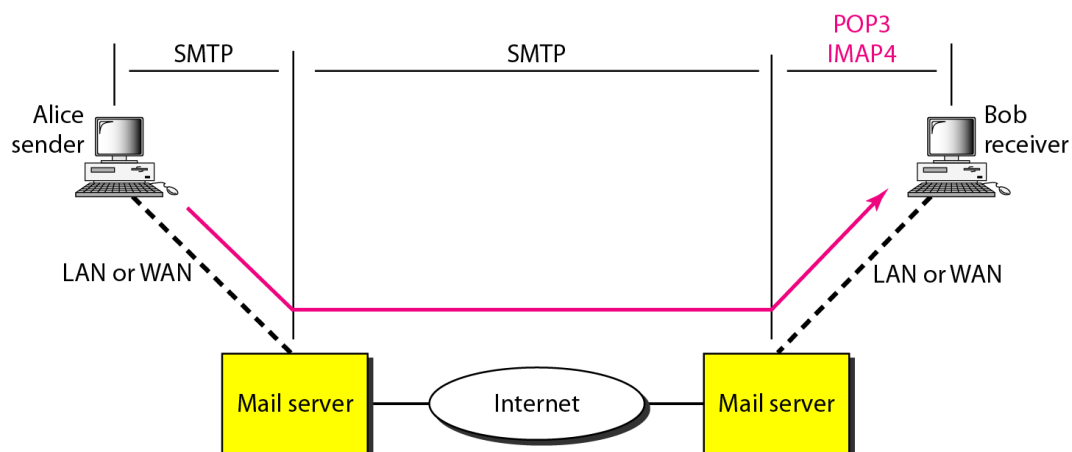 SMTP
SMTP
POP3
IMAP4
Alice
sender
Bob
receiver
LAN or WAN
LAN or WAN
Mail server
Internet
Mail server